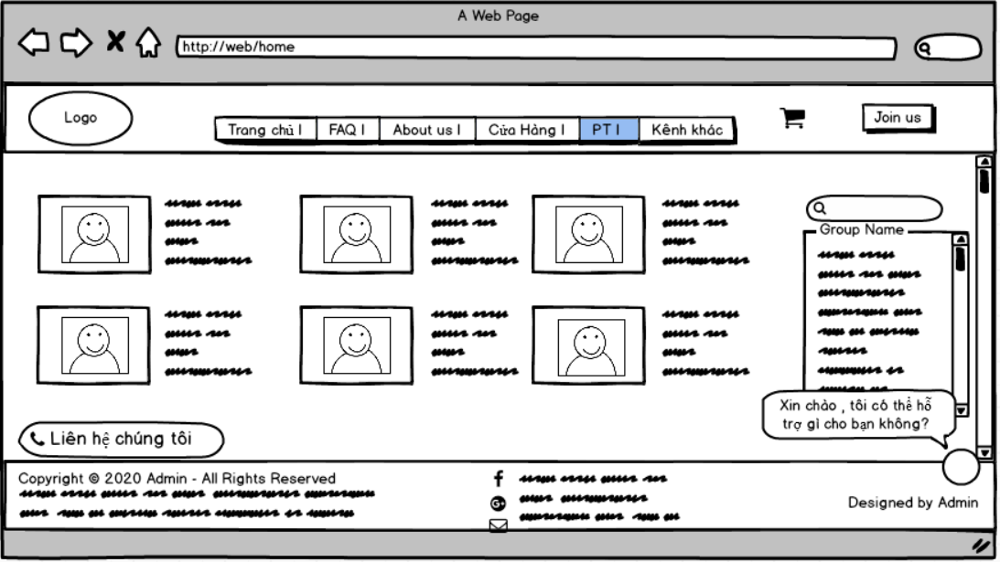 A Web Page
http://web/home
Logo
Trang chủ | FAQ | About us | Cửa Hàng | PT | Kênh khác
Join us
Group Name
Xin chào , tôi có thể hỗ
trợ gì cho bạn không?
Liên hệ chúng tôi
Copyright © 2020 Admin - All Rights Reserved
f
G+
Designed by Admin